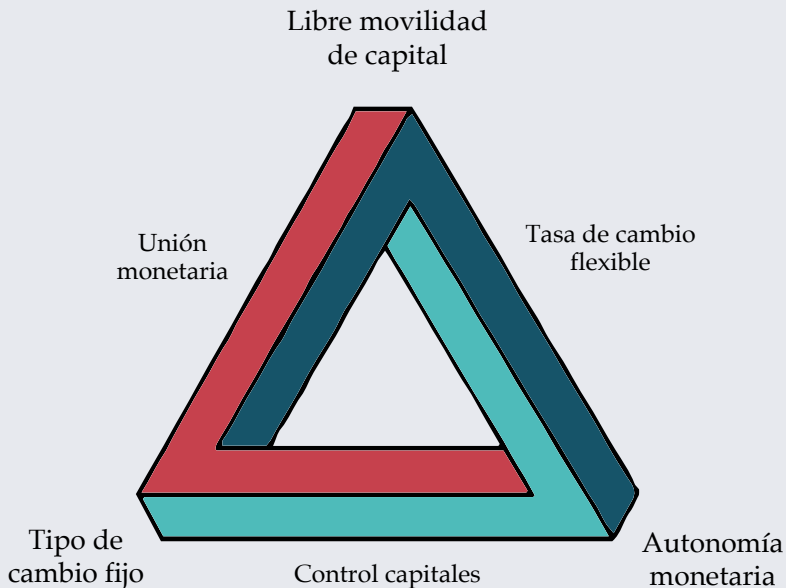 Libre movilidad
de capital
Unión
monetaria
Tasa de cambio
flexible
Tipo de
cambio fijo
Control capitales
Autonomía
monetaria